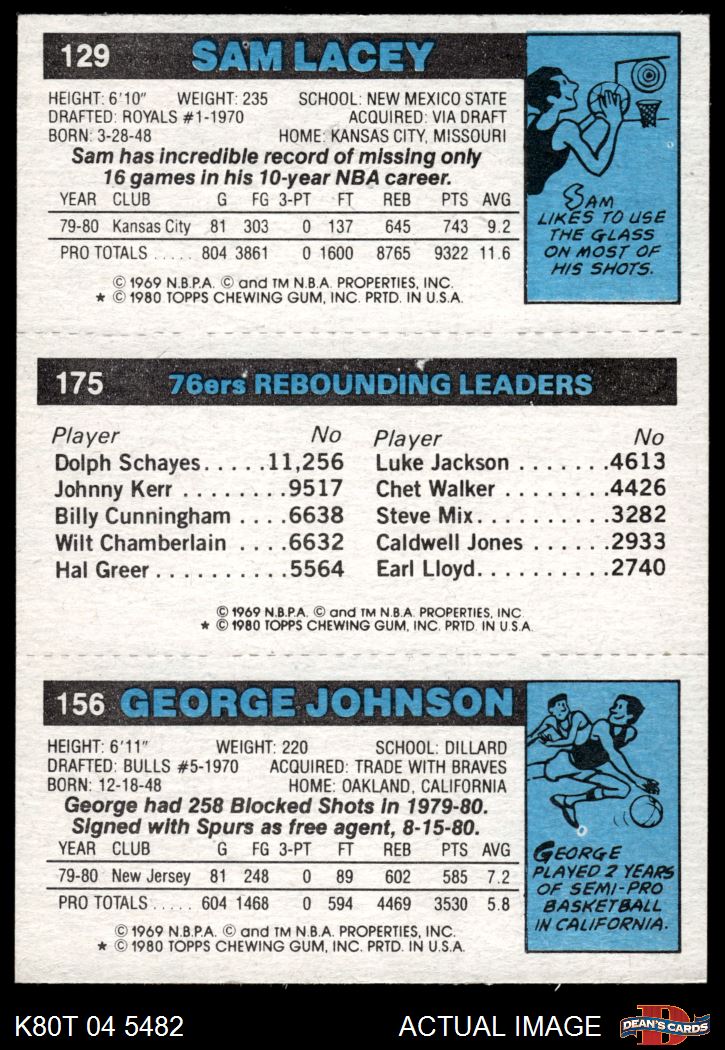 129 SAM LACEY
HEIGHT: 6'10" WEIGHT: 235 SCHOOL: NEW MEXICO STATE
DRAFTED: ROYALS #1-1970 ACQUIRED: VIA DRAFT
BORN: 3-28-48 HOME: KANSAS CITY, MISSOURI
Sam has incredible record of missing only
16 games in his 10-year NBA career.
YEAR CLUB G FG 3-PT FT REB PTS AVG
79-80 Kansas City 81 303 0 137 645 743 9.2
PRO TOTALS ..... 804 3861 0 1600 8765 9322 11.6
© 1969 N.B.P.A. © and TM N.B.A. PROPERTIES, INC.
* © 1980 TOPPS CHEWING GUM, INC. PRTD. IN U.S.A.
SAM
LIKES TO USE
THE GLASS
ON MOST OF
HIS SHOTS.
175 76ers REBOUNDING LEADERS
Player No Player No
Dolph Schayes.....11,256 Luke Jackson .......4613
Johnny Kerr ........9517 Chet Walker ........4426
Billy Cunningham ....6638 Steve Mix..........3282
Wilt Chamberlain ....6632 Caldwell Jones ......2933
Hal Greer..........5564 Earl Lloyd..........2740
© 1969 N.B.P.A. © and TM N.B.A. PROPERTIES, INC.
* © 1980 TOPPS CHEWING GUM, INC. PRTD. IN U.S.A.
156 GEORGE JOHNSON
HEIGHT: 6'11" WEIGHT: 220 SCHOOL: DILLARD
DRAFTED: BULLS #5-1970 ACQUIRED: TRADE WITH BRAVES
BORN: 12-18-48 HOME: OAKLAND, CALIFORNIA
George had 258 Blocked Shots in 1979-80.
Signed with Spurs as free agent, 8-15-80.
YEAR CLUB G FG 3-PT FT REB PTS AVG
79-80 New Jersey 81 248 0 89 602 585 7.2
PRO TOTALS ..... 604 1468 0 594 4469 3530 5.8
© 1969 N.B.P.A. © and TM N.B.A. PROPERTIES, INC.
* © 1980 TOPPS CHEWING GUM, INC. PRTD. IN U.S.A.
GEORGE
PLAYED 2 YEARS
OF SEMI-PRO
BASKETBALL
IN CALIFORNIA.
K80T 04 5482 ACTUAL IMAGE D DEAN'S CARDS